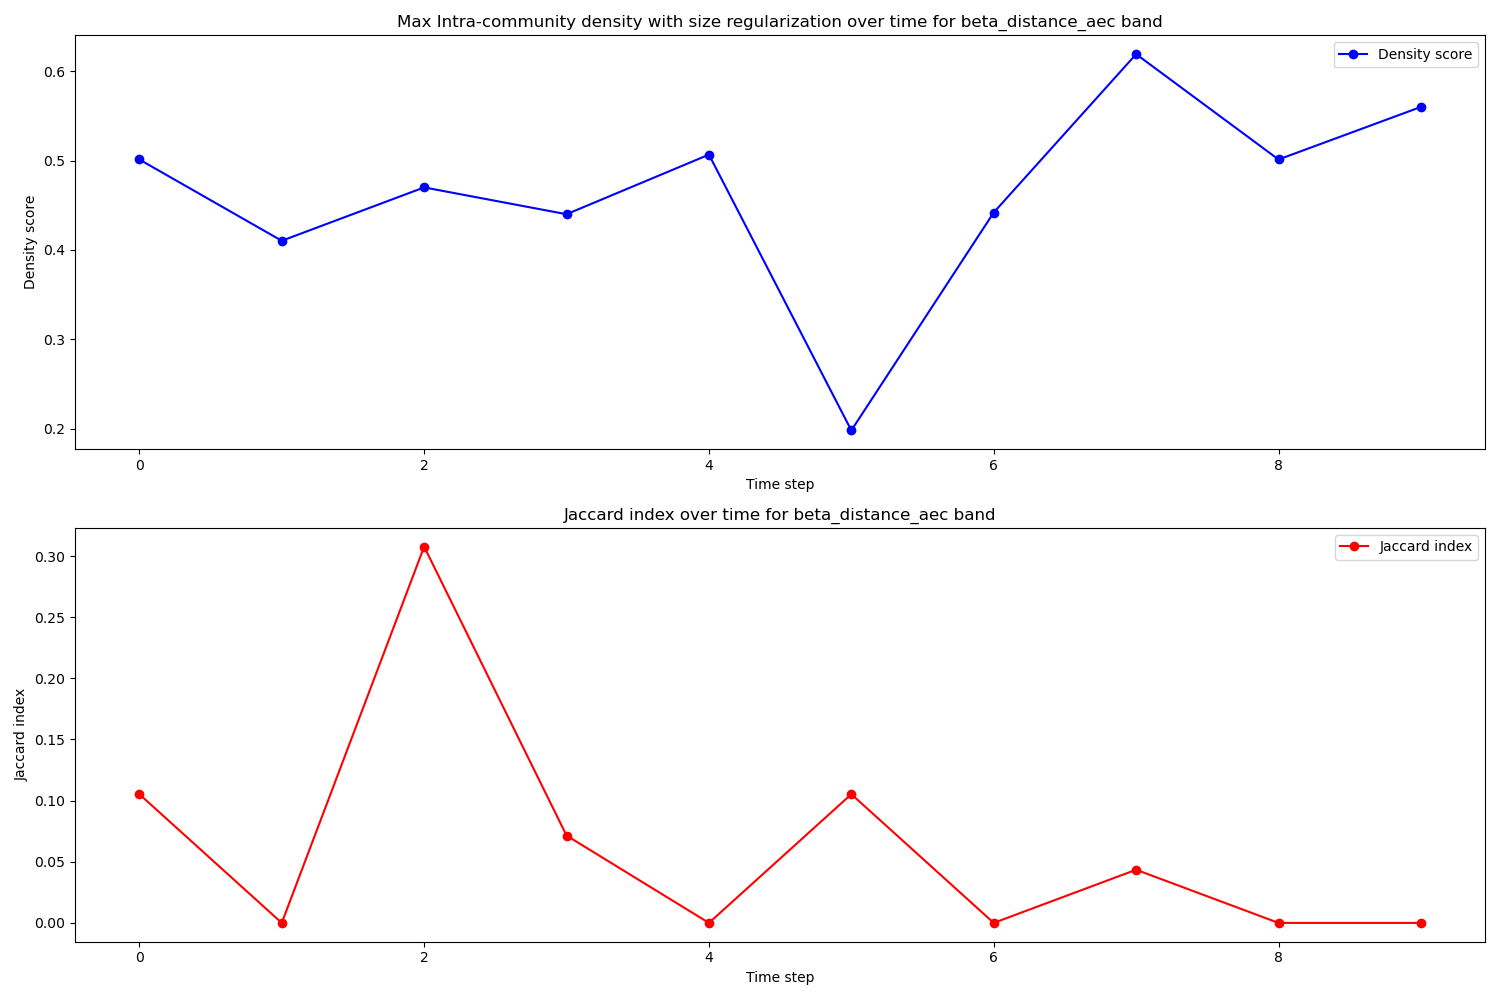 Max Intra-community density with size regularization over time for beta_distance_aec band
Density score
0.6
0.5
0.4
0.3
0.2
Density score
0 2 4 6 8
Time step
Jaccard index over time for beta_distance_aec band
Jaccard index
0.30
0.25
0.20
0.15
0.10
0.05
0.00
Jaccard index
0 2 4 6 8
Time step